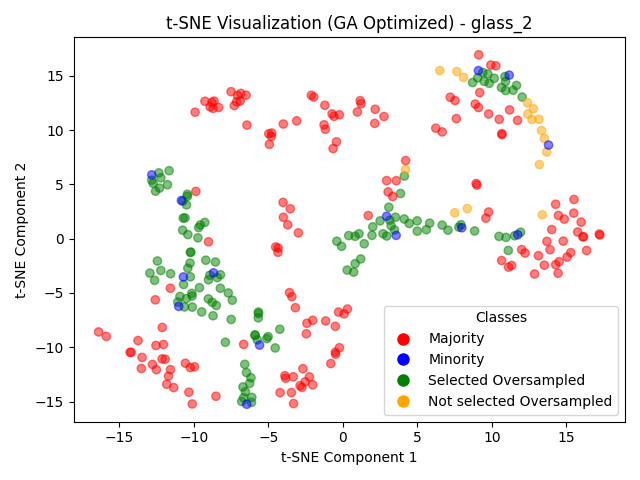 t-SNE Visualization (GA Optimized) - glass_2
t-SNE Component 2
15
10
5
0
−5
−10
−15
Classes
Majority
Minority
Selected Oversampled
Not selected Oversampled
−15 −10 −5 0 5 10 15
t-SNE Component 1